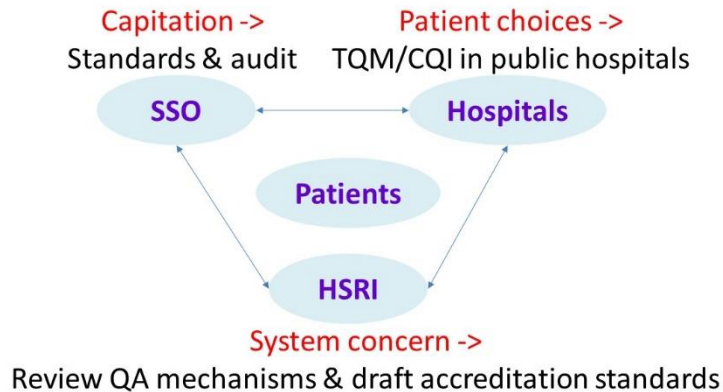 Capitation ->
Standards & audit
Patient choices ->
TQM/CQI in public hospitals
SSO
Hospitals
Patients
HSRI
System concern ->
Review QA mechanisms & draft accreditation standards